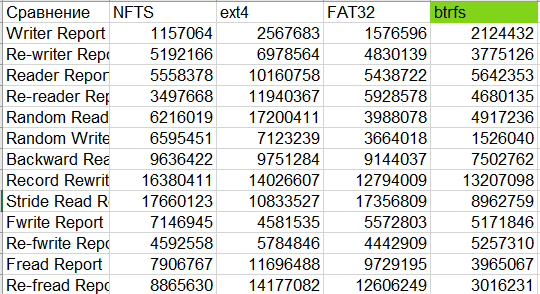 Сравнение NFTS ext4 FAT32 btrfs
Writer Report 1157064 2567683 1576596 2124432
Re-writer Repo 5192166 6978564 4830139 3775126
Reader Report 5558378 10160758 5438722 5642353
Re-reader Rep 3497668 11940367 5928578 4680135
Random Read 6216019 17200411 3988078 4917236
Random Write 6595451 7123239 3664018 1526040
Backward Rea 9636422 9751284 9144037 7502762
Record Rewrit 16380411 14026607 12794009 13207098
Stride Read R 17660123 10833527 17356809 8962759
Fwrite Report 7146945 4581535 5572803 5171846
Re-fwrite Repo 4592558 5784846 4442909 5257310
Fread Report 7906767 11696488 9729195 3965067
Re-fread Repo 8865630 14177082 12606249 3016231